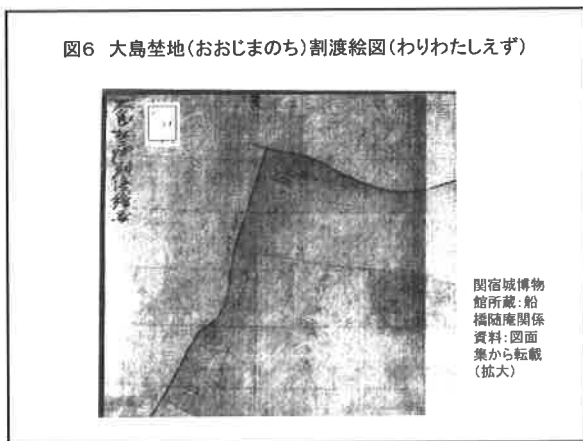 図6 大島埜地(おおじまのち)割渡絵図(わりわたしえず)
関宿城博物
館所蔵:船
橋随庵関係
資料:図面
集から転載
(拡大)